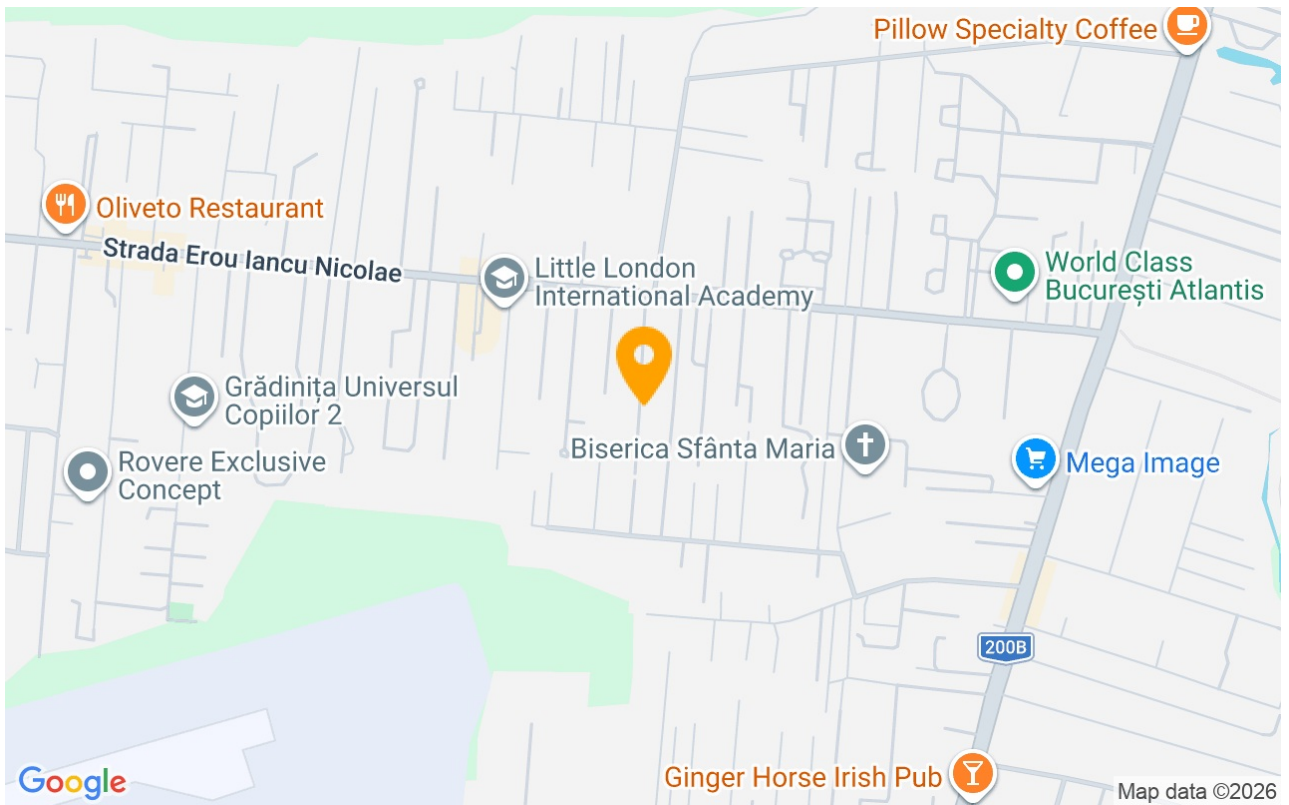 Pillow Specialty Coffee
Oliveto Restaurant
Strada Erou Iancu Nicolae
Little London
International Academy
World Class
București Atlantis
Grădinița Universul
Copiilor 2
Biserica Sfânta Maria
Rovere Exclusive
Concept
Mega Image
200B
Ginger Horse Irish Pub
Google
Map data ©2026